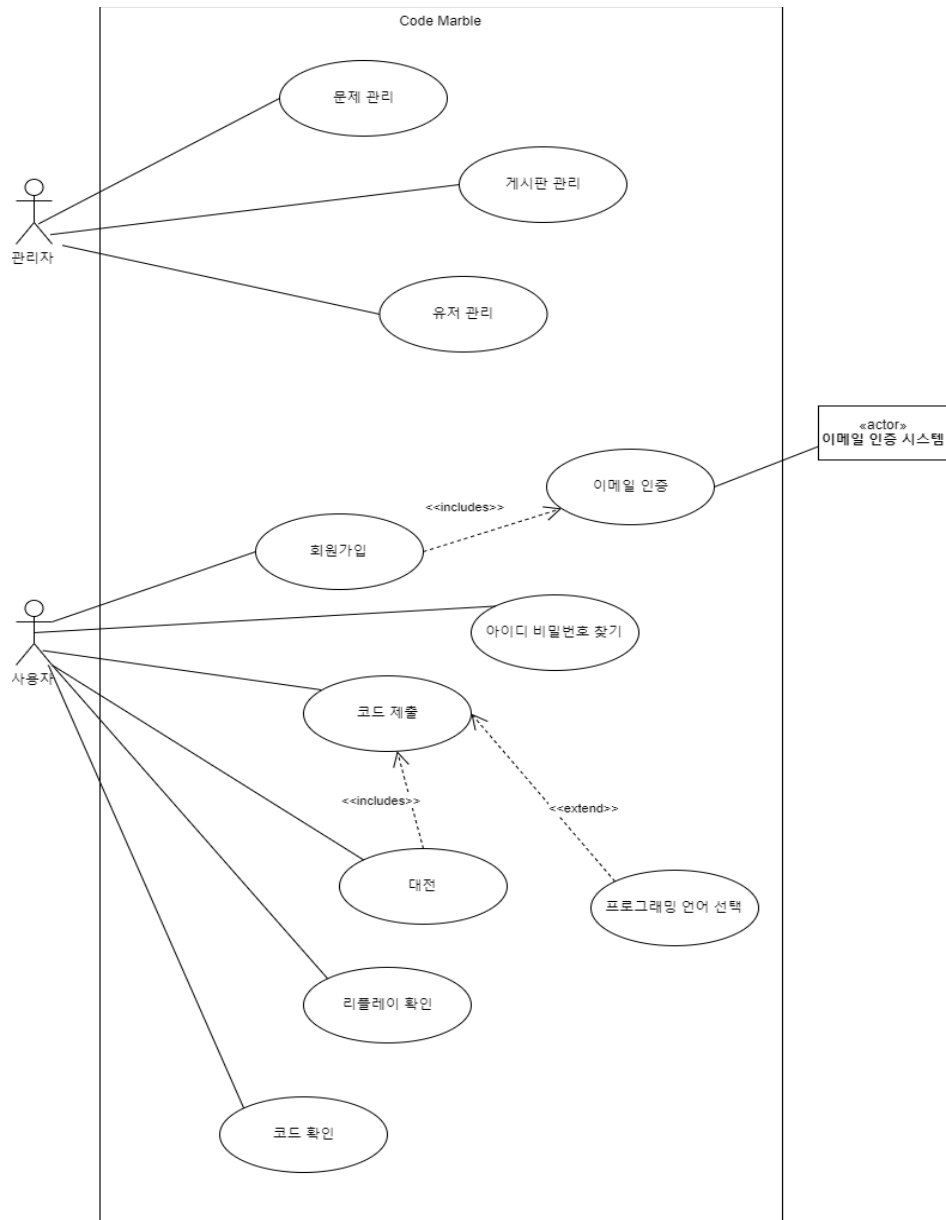 Code Marble
문제 관리
게시판 관리
관리자
유저 관리
«actor»
이메일 인증 시스템
이메일 인증
<<includes>>
회원가입
아이디 비밀번호 찾기
사용자
코드 제출
<<includes>>
<<extend>>
대전
프로그래밍 언어 선택
리플레이 확인
코드 확인